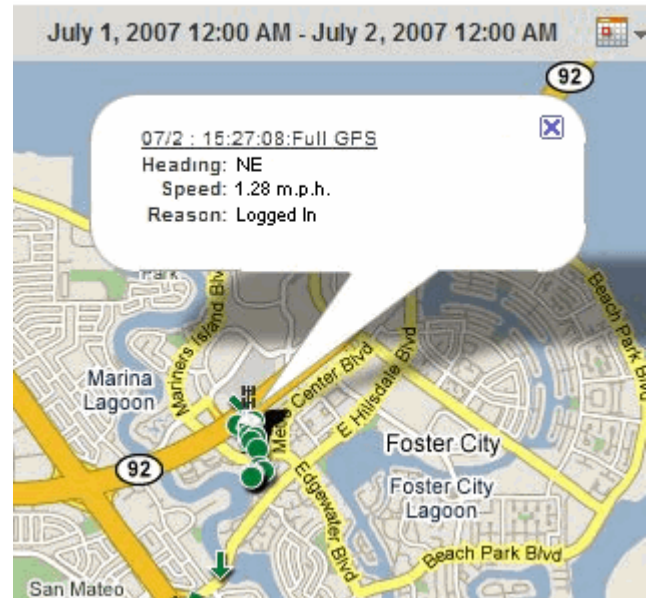 July 1, 2007 12:00 AM - July 2, 2007 12:00 AM
92
07/2 : 15:27:08:Full GPS
Heading: NE
Speed: 1.28 m.p.h.
Reason: Logged In
Park
Mariners Island Blvd
Beach Park Blvd
Marina
Lagoon
Center Blvd
E Hillsdale Blvd
Foster City
92
Edgewater Blvd
Foster City
Lagoon
Beach Park Blvd
San Mateo